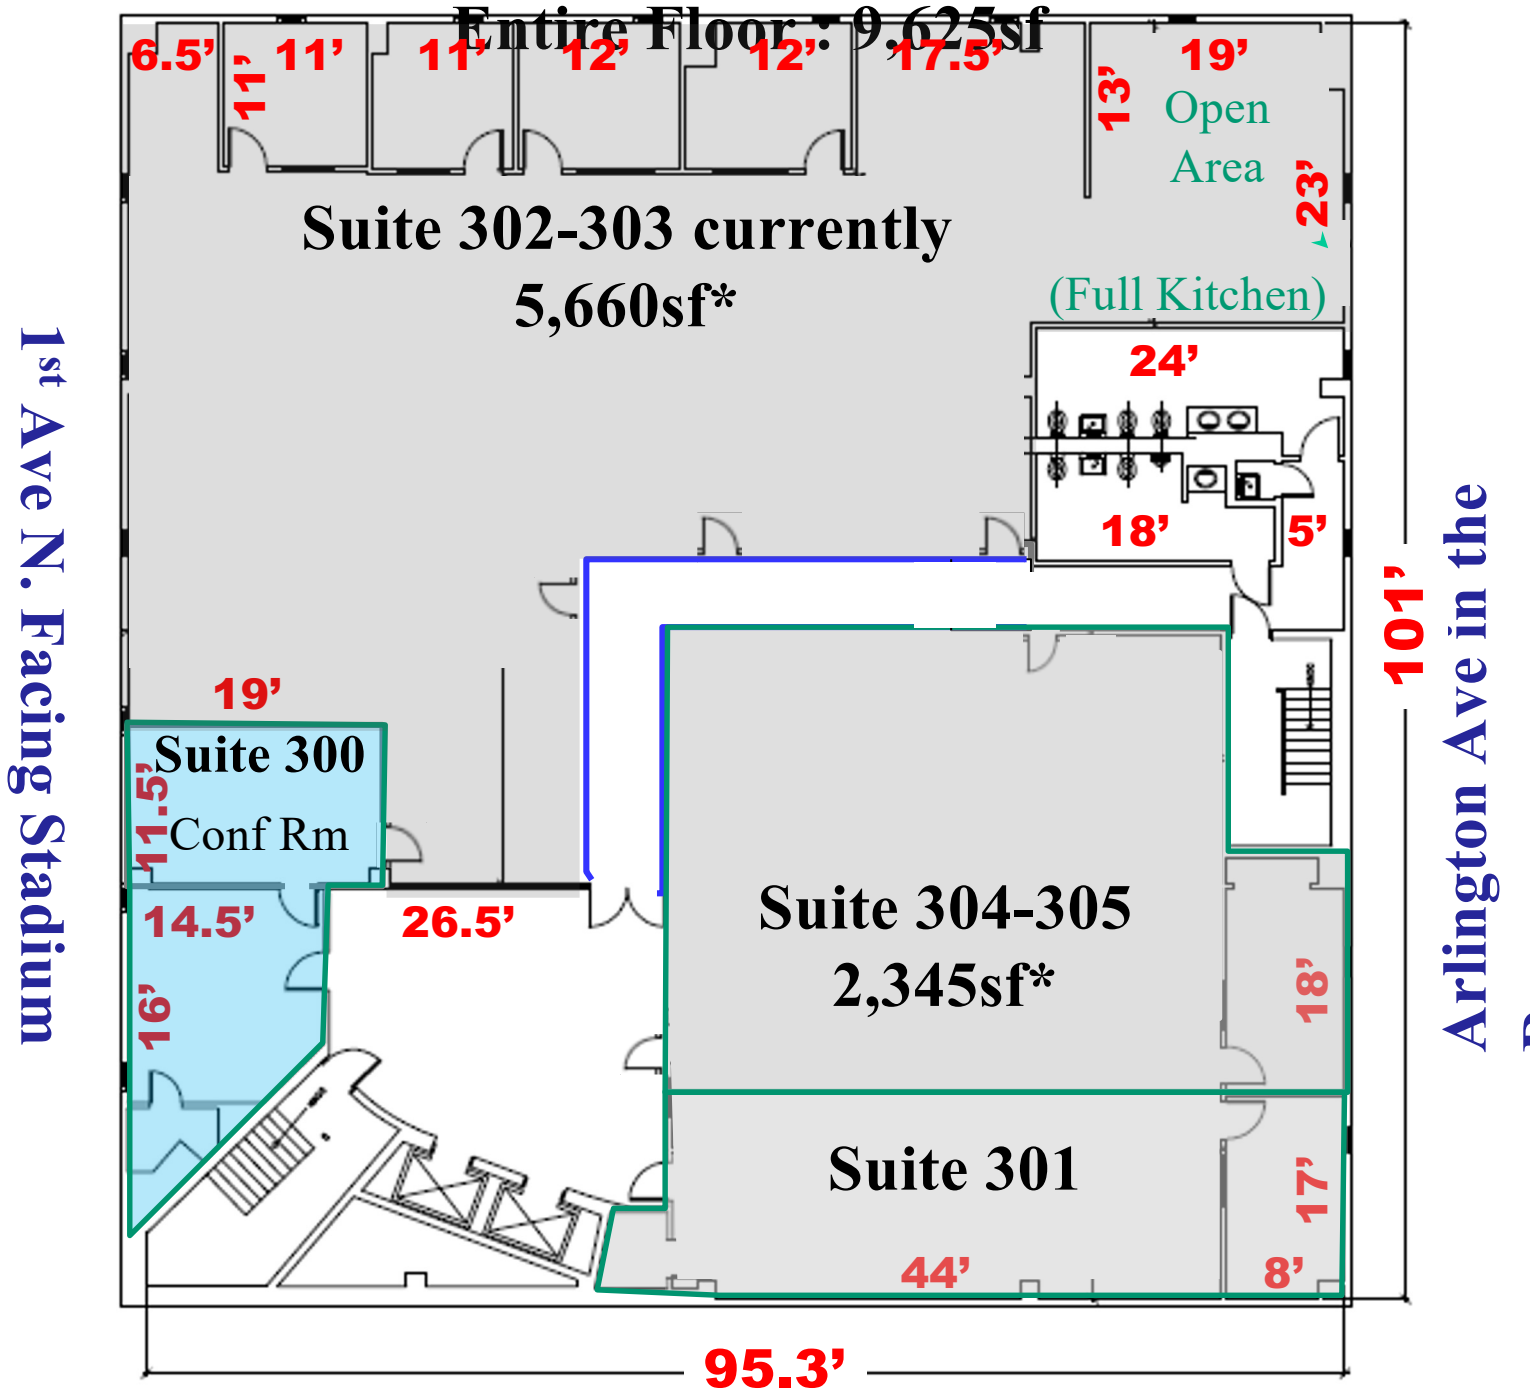 Entire Floor : 9,625sf
6.5’
11’
11’
11’
12’
12’
17.5’
13’
19’
Open
Area
23’
Suite 302-303 currently
5,660sf*
(Full Kitchen)
24’
18’
5’
101’
1st Ave N. Facing Stadium
Arlington Ave in the
19’
Suite 300
11.5’
Conf Rm
14.5’
26.5’
16’
Suite 304-305
2,345sf*
18’
Suite 301
17’
44’
8’
95.3’